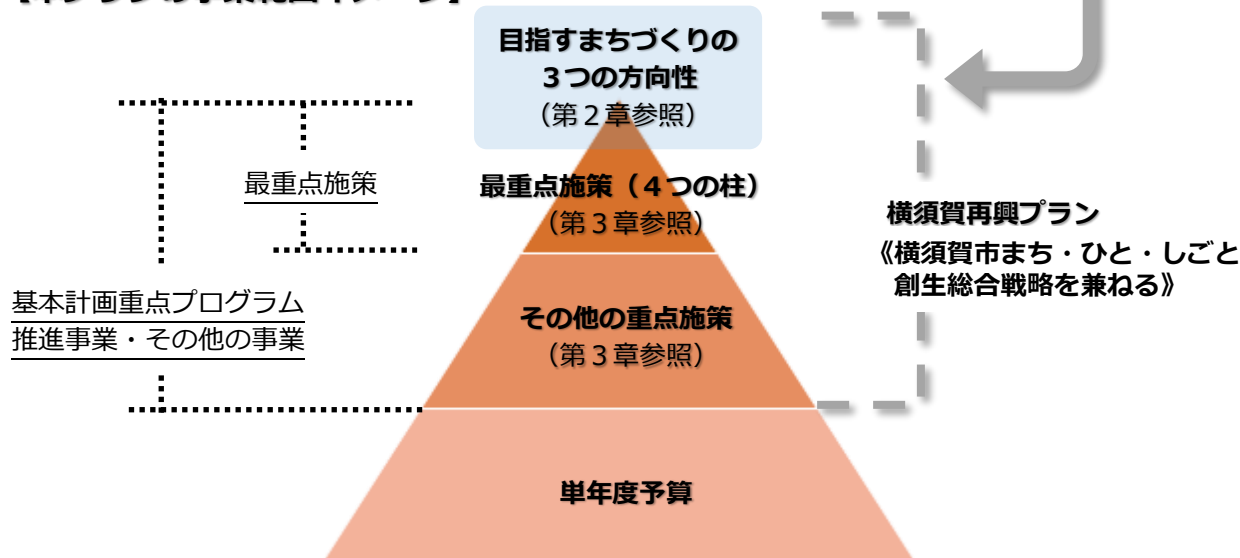 目指すまちづくりの
３つの方向性
（第２章参照）
最重点施策
最重点施策（４つの柱）
（第３章参照）
横須賀再興プラン
《横須賀市まち・ひと・しごと
創生総合戦略を兼ねる》
基本計画重点プログラム
推進事業・その他の事業
その他の重点施策
（第３章参照）
単年度予算